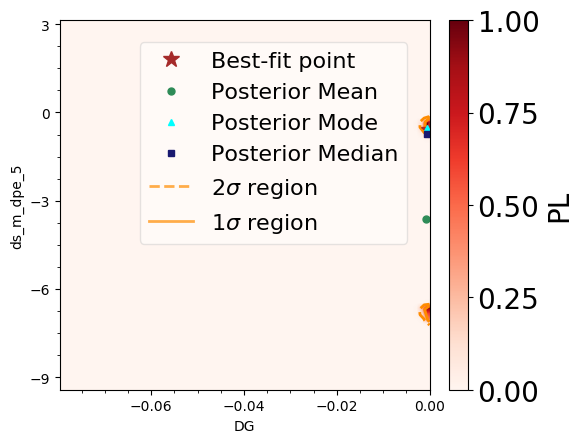 3
0
−3
−6
−9
ds_m_dpe_5
Best-fit point
Posterior Mean
Posterior Mode
Posterior Median
2σ region
1σ region
−0.06
−0.04
−0.02
0.00
DG
1.00
0.75
0.50
0.25
0.00
PL